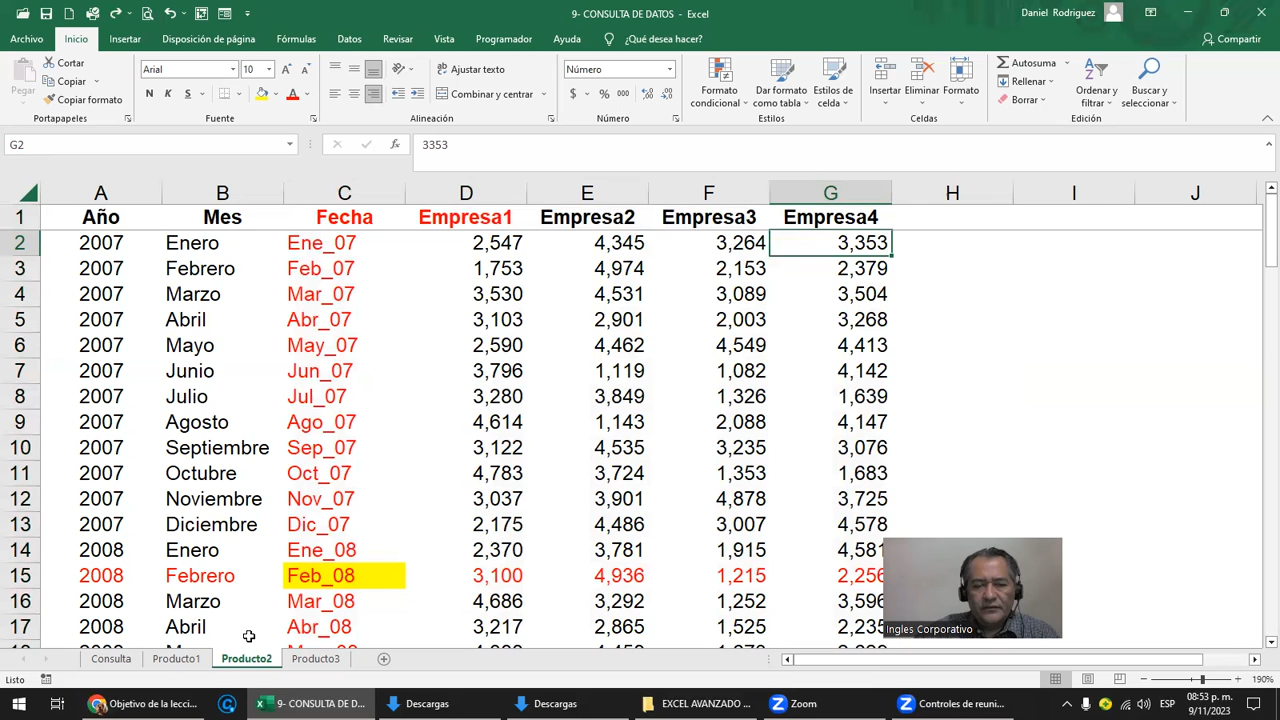 9- CONSULTA DE DATOS - Excel
Daniel Rodriguez
Archivo Inicio Insertar Disposición de página Fórmulas Datos Revisar Vista Programador Ayuda ¿Qué desea hacer? Compartir
Pegar
Cortar
Copiar
Copiar formato
Portapapeles
Arial 10
N K S
Fuente
Ajustar texto
Combinar y centrar
Alineación
Número
$ % 000
Número
Formato condicional
Dar formato como tabla
Estilos de celda
Estilos
Insertar Eliminar Formato
Celdas
Autosuma
Rellenar
Borrar
Ordenar y filtrar
Buscar y seleccionar
Edición
G2 fx 3353
A B C D E F G H I J
1 Año Mes Fecha Empresa1 Empresa2 Empresa3 Empresa4
2 2007 Enero Ene_07 2,547 4,345 3,264 3,353
3 2007 Febrero Feb_07 1,753 4,974 2,153 2,379
4 2007 Marzo Mar_07 3,530 4,531 3,089 3,504
5 2007 Abril Abr_07 3,103 2,901 2,003 3,268
6 2007 Mayo May_07 2,590 4,462 4,549 4,413
7 2007 Junio Jun_07 3,796 1,119 1,082 4,142
8 2007 Julio Jul_07 3,280 3,849 1,326 1,639
9 2007 Agosto Ago_07 4,614 1,143 2,088 4,147
10 2007 Septiembre Sep_07 3,122 4,535 3,235 3,076
11 2007 Octubre Oct_07 4,783 3,724 1,353 1,683
12 2007 Noviembre Nov_07 3,037 3,901 4,878 3,725
13 2007 Diciembre Dic_07 2,175 4,486 3,007 4,578
14 2008 Enero Ene_08 2,370 3,781 1,915 4,581
15 2008 Febrero Feb_08 3,100 4,936 1,215 2,256
16 2008 Marzo Mar_08 4,686 3,292 1,252 3,596
17 2008 Abril Abr_08 3,217 2,865 1,525 2,235
Ingles Corporativo
Consulta Producto1 Producto2 Producto3
Listo
190%
Objetivo de la lecci...
9- CONSULTA DE D...
Descargas
Descargas
EXCEL AVANZADO ...
Zoom
Controles de reuni...
ESP
08:53 p. m.
9/11/2023